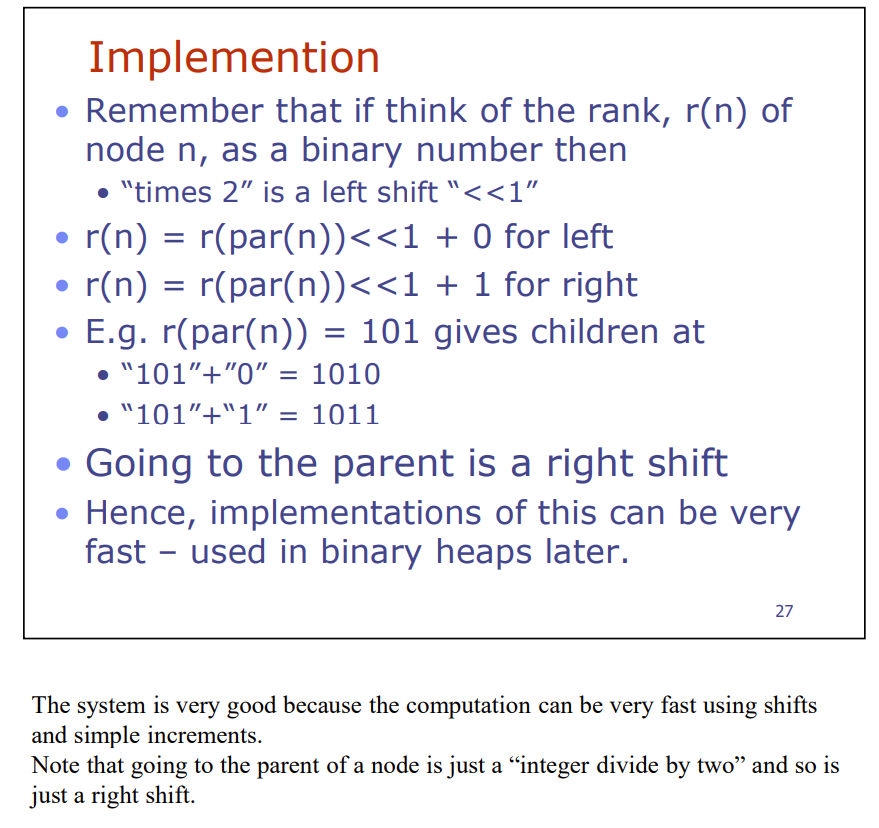 Implemention
• Remember that if think of the rank, r(n) of
node n, as a binary number then
• “times 2” is a left shift “<<1”
• r(n) = r(par(n))<<1 + 0 for left
• r(n) = r(par(n))<<1 + 1 for right
• E.g. r(par(n)) = 101 gives children at
• “101”+”0” = 1010
• “101”+“1” = 1011
• Going to the parent is a right shift
• Hence, implementations of this can be very
fast – used in binary heaps later.
27
The system is very good because the computation can be very fast using shifts
and simple increments.
Note that going to the parent of a node is just a “integer divide by two” and so is
just a right shift.